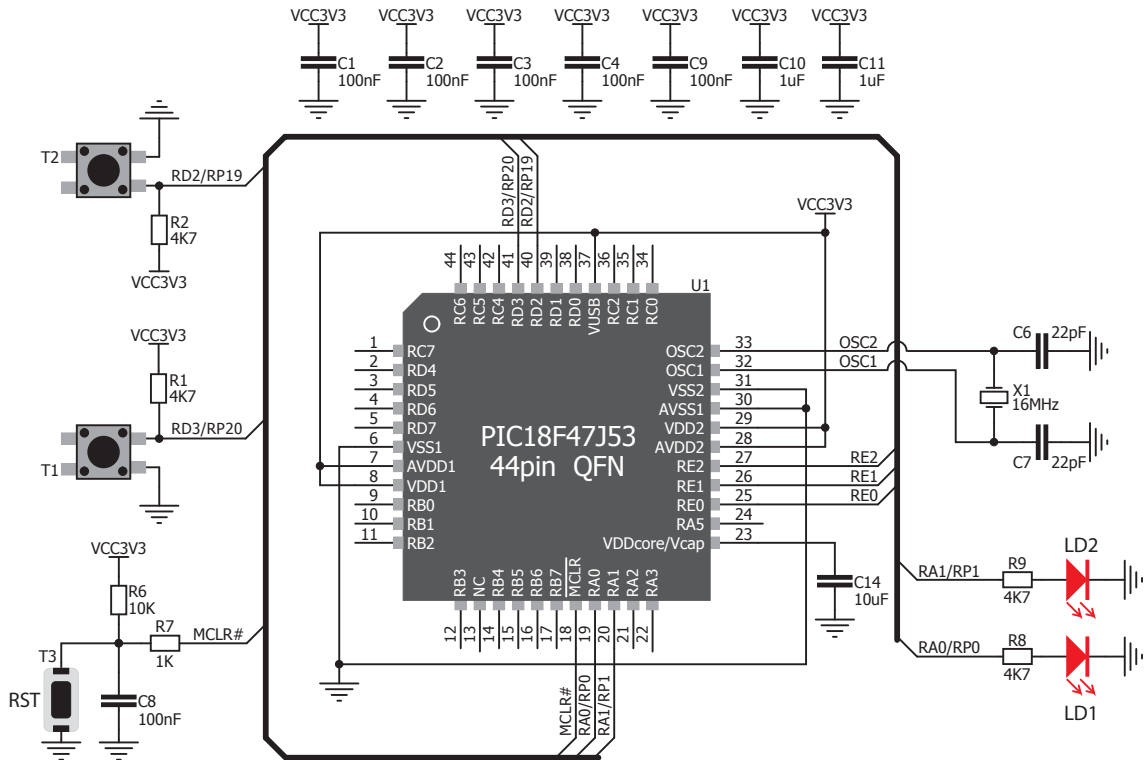 VCC3V3 VCC3V3 VCC3V3 VCC3V3 VCC3V3 VCC3V3 VCC3V3
C1 C2 C3 C4 C9 C10 C11
100nF 100nF 100nF 100nF 100nF 1uF 1uF
T2
RD2/RP19
R2
4K7
VCC3V3
VCC3V3
R1
4K7
RD3/RP20
T1
VCC3V3
R6
10K
R7
1K
MCLR#
T3
RST
C8
100nF
RD3/RP20
RD2/RP19
VCC3V3
44 43 42 41 40 39 38 37 36 35 34
U1
RC6 RC5 RC4 RD3 RD2 RD1 RD0 VUSB RC2 RC1 RC0
1 RC7
2 RD4
3 RD5
4 RD6
5 RD7
6 VSS1
7 AVDD1
8 VDD1
9 RB0
10 RB1
11 RB2
PIC18F47J53
44pin QFN
OSC2 33
OSC1 32
VSS2 31
AVSS1 30
VDD2 29
AVDD2 28
RE2 27
RE1 26
RE0 25
RA5 24
VDDcore/Vcap 23
RB3 NC RB4 RB5 RB6 RB7 MCLR RA0 RA1 RA2 RA3
12 13 14 15 16 17 18 19 20 21 22
MCLR#
RA0/RP0
RA1/RP1
OSC2
OSC1
RE2
RE1
RE0
C14
10uF
C6 22pF
X1
16MHz
C7 22pF
LD2
RA1/RP1
R9
4K7
RA0/RP0
R8
4K7
LD1